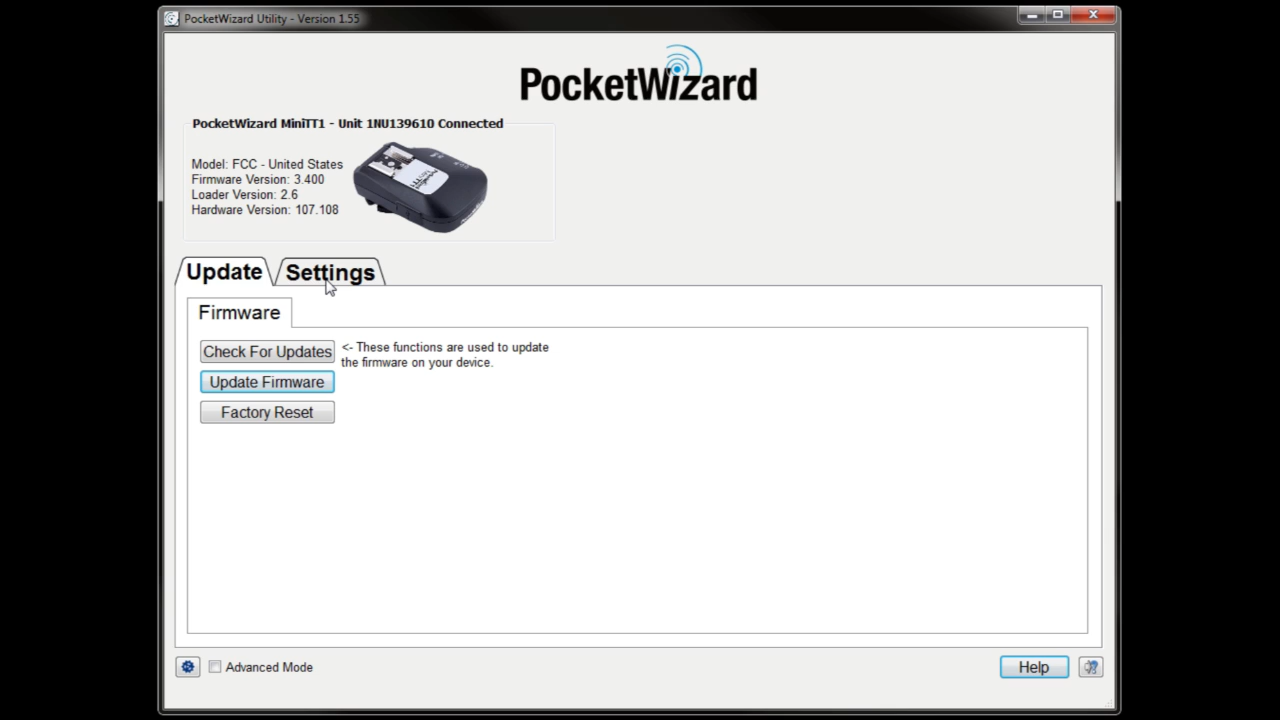 PocketWizard Utility - Version 1.55
PocketWizard
PocketWizard MiniTT1 - Unit 1NU139610 Connected
Model: FCC - United States
Firmware Version: 3.400
Loader Version: 2.6
Hardware Version: 107.108
Update
Settings
Firmware
Check For Updates
<- These functions are used to update
the firmware on your device.
Update Firmware
Factory Reset
Advanced Mode
Help